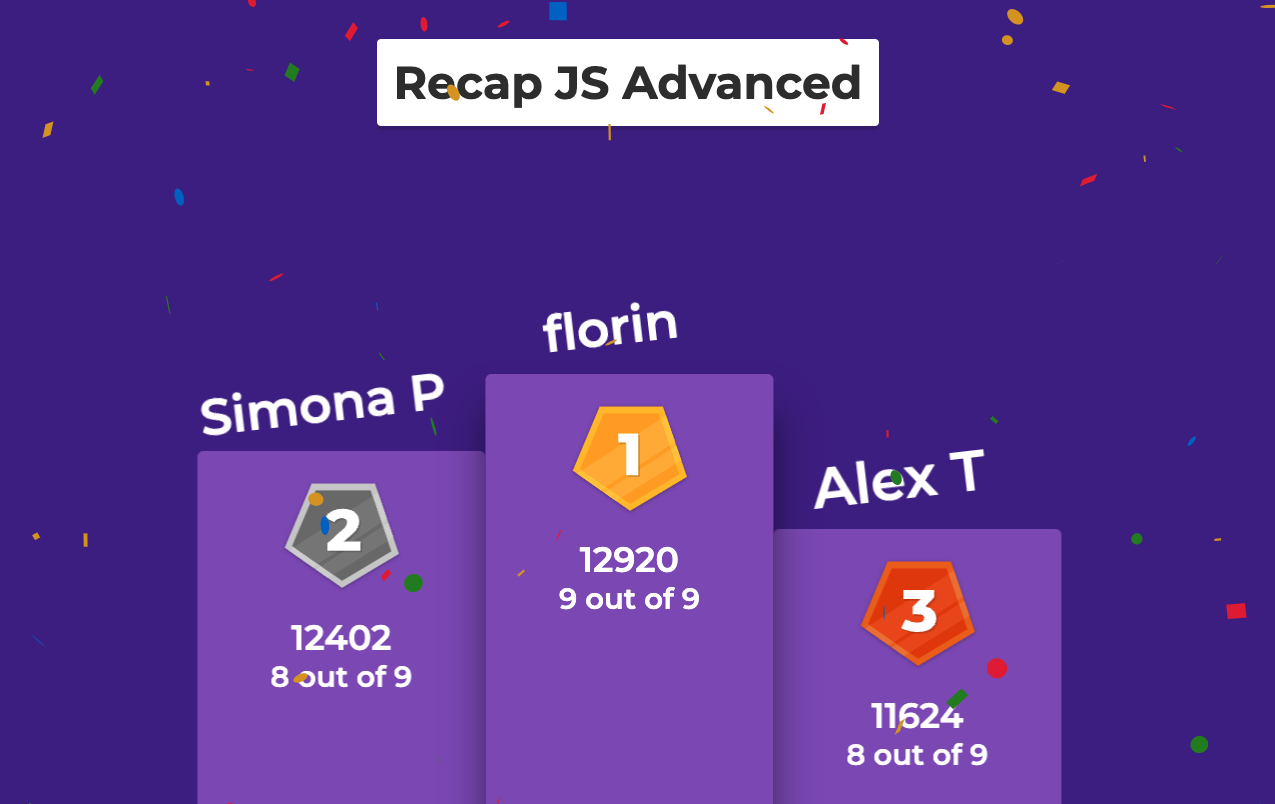 Recap JS Advanced
florin
1
12920
9 out of 9
Simona P
2
12402
8 out of 9
Alex T
3
11624
8 out of 9